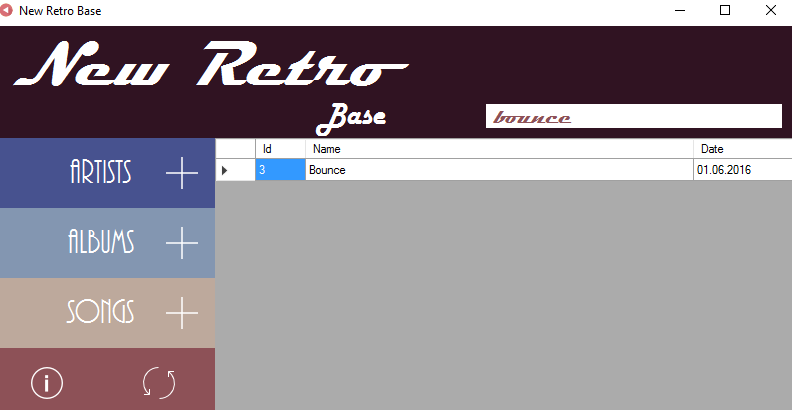 New Retro Base
New Retro
Base
bounce
ARTISTS
ALBUMS
SONGS
Id Name Date
3 Bounce 01.06.2016